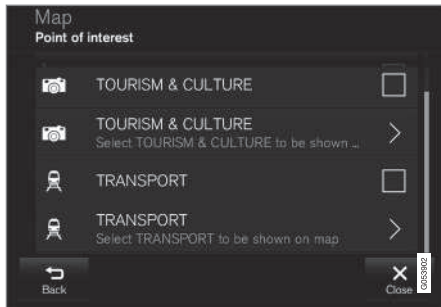 Map
Point of interest
TOURISM & CULTURE
TOURISM & CULTURE
Select TOURISM & CULTURE to be shown ...
TRANSPORT
TRANSPORT
Select TRANSPORT to be shown on map
Back
Close
G053902